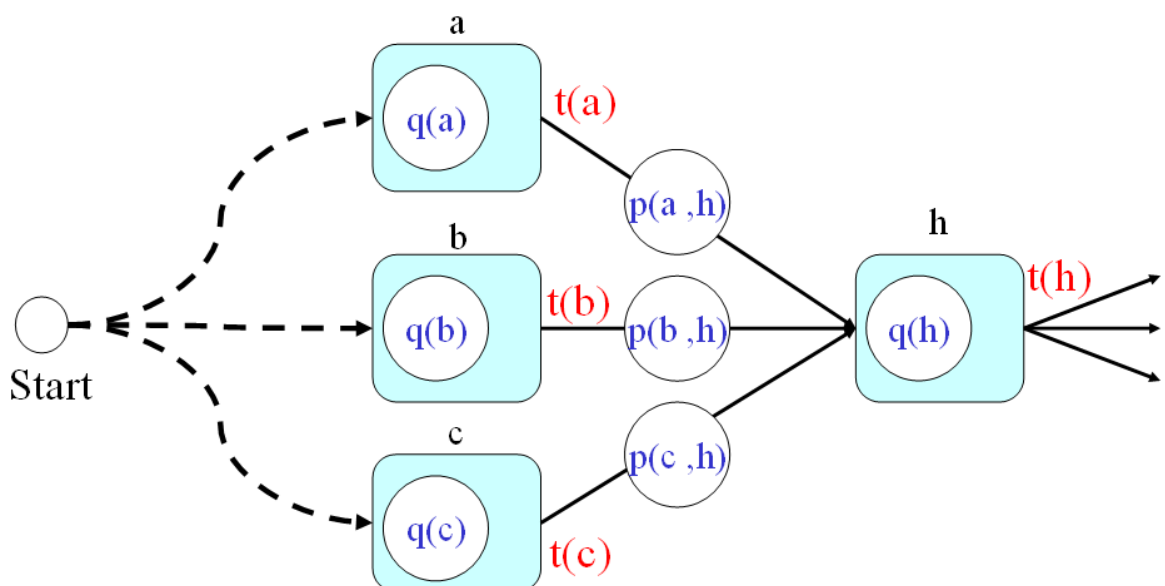 a
q(a)
t(a)
p(a ,h)
b
q(b)
t(b)
p(b ,h)
h
q(h)
t(h)
Start
c
q(c)
t(c)
p(c ,h)